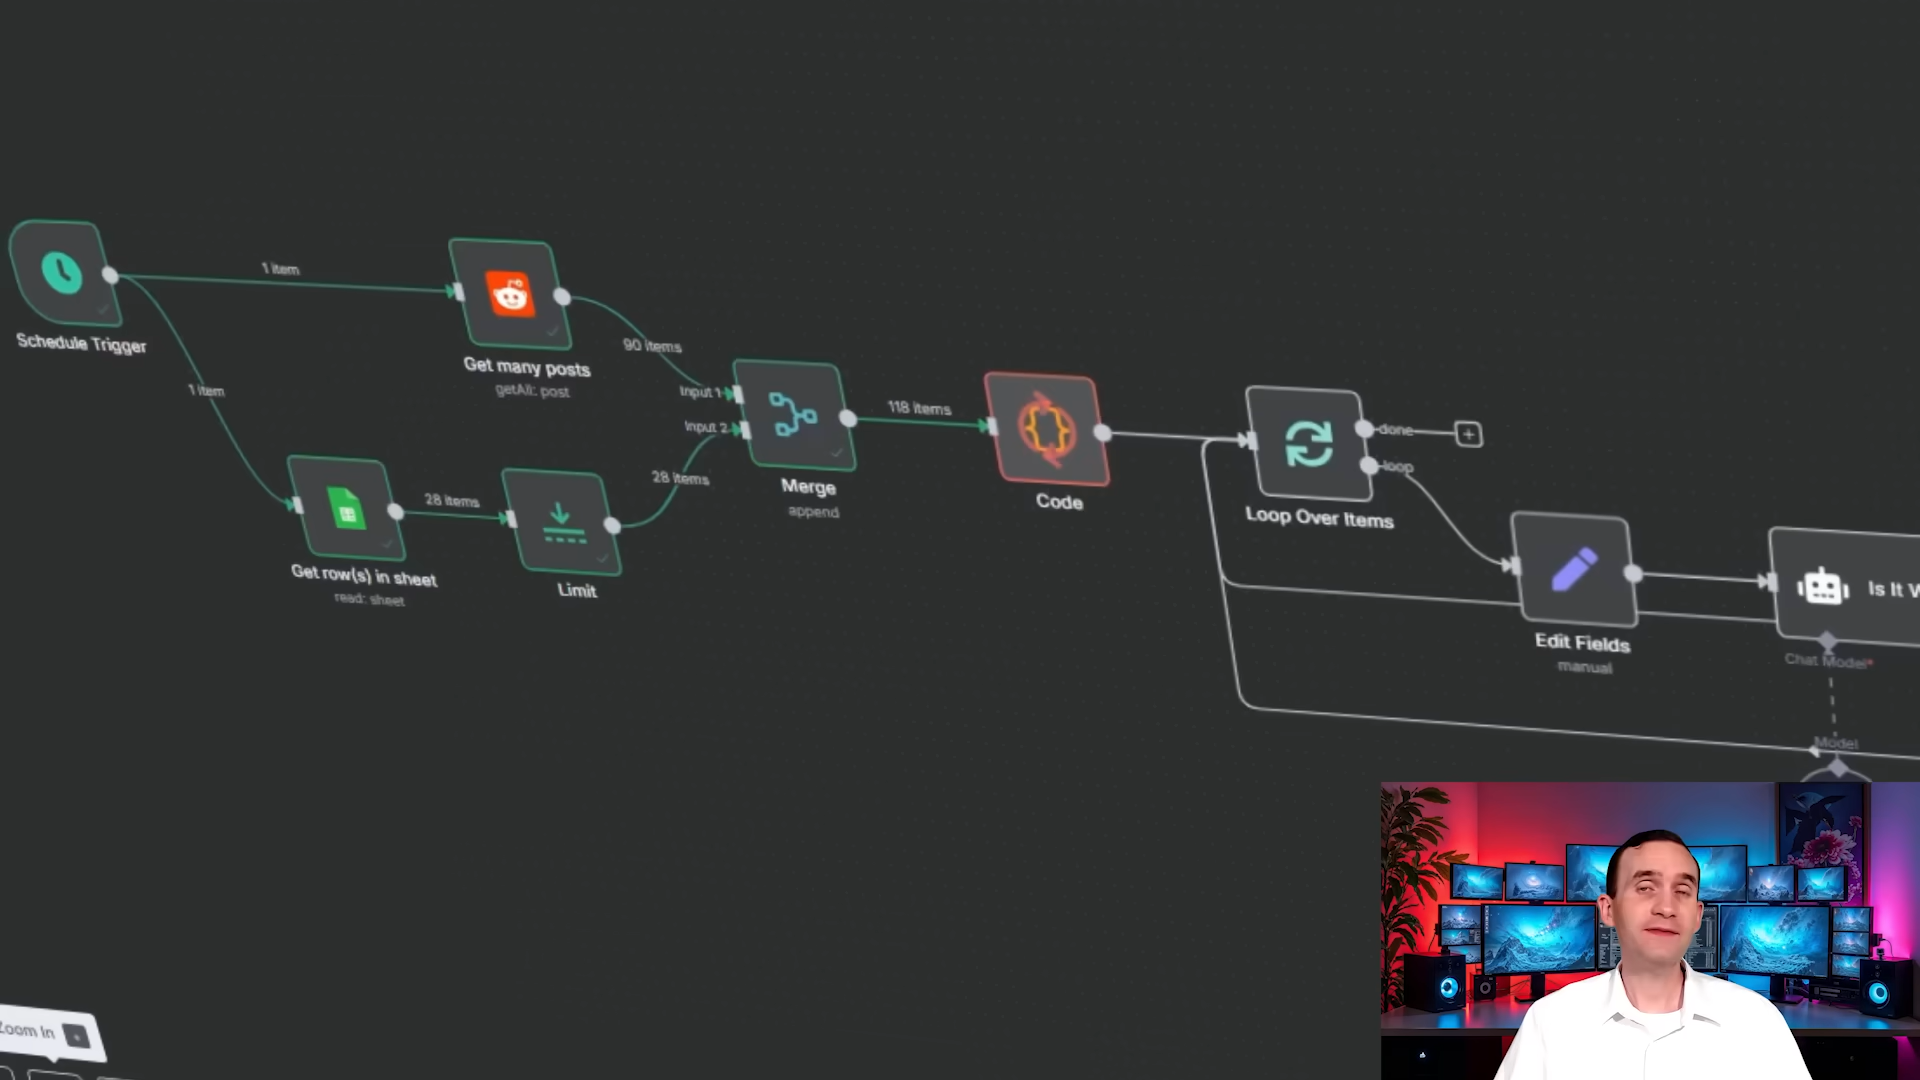 1 item
Schedule Trigger
1 item
Get many posts
getAll: post
90 items
Input 1
Input 2
28 items
Get row(s) in sheet
read: sheet
28 items
Limit
Merge
append
118 items
Code
done
loop
Loop Over Items
Edit Fields
manual
Is It
Chat Model*
Model
Zoom In